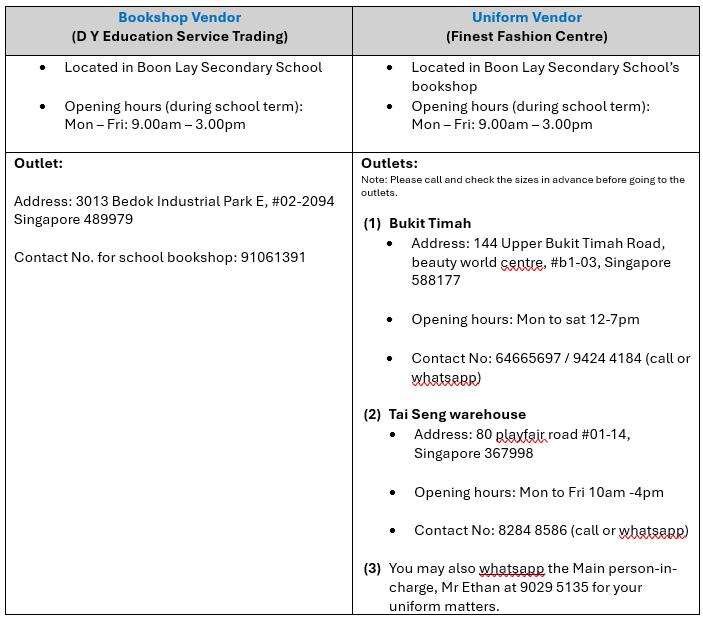 Bookshop Vendor
(D Y Education Service Trading)
Uniform Vendor
(Finest Fashion Centre)
• Located in Boon Lay Secondary School
• Opening hours (during school term):
Mon – Fri: 9.00am – 3.00pm
• Located in Boon Lay Secondary School’s
bookshop
• Opening hours (during school term):
Mon – Fri: 9.00am – 3.00pm
Outlet:
Address: 3013 Bedok Industrial Park E, #02-2094
Singapore 489979
Contact No. for school bookshop: 91061391
Outlets:
Note: Please call and check the sizes in advance before going to the
outlets.
(1) Bukit Timah
• Address: 144 Upper Bukit Timah Road,
beauty world centre, #b1-03, Singapore
588177
• Opening hours: Mon to sat 12-7pm
• Contact No: 64665697 / 9424 4184 (call or
whatsapp)
(2) Tai Seng warehouse
• Address: 80 playfair road #01-14,
Singapore 367998
• Opening hours: Mon to Fri 10am -4pm
• Contact No: 8284 8586 (call or whatsapp)
(3) You may also whatsapp the Main person-in-
charge, Mr Ethan at 9029 5135 for your
uniform matters.